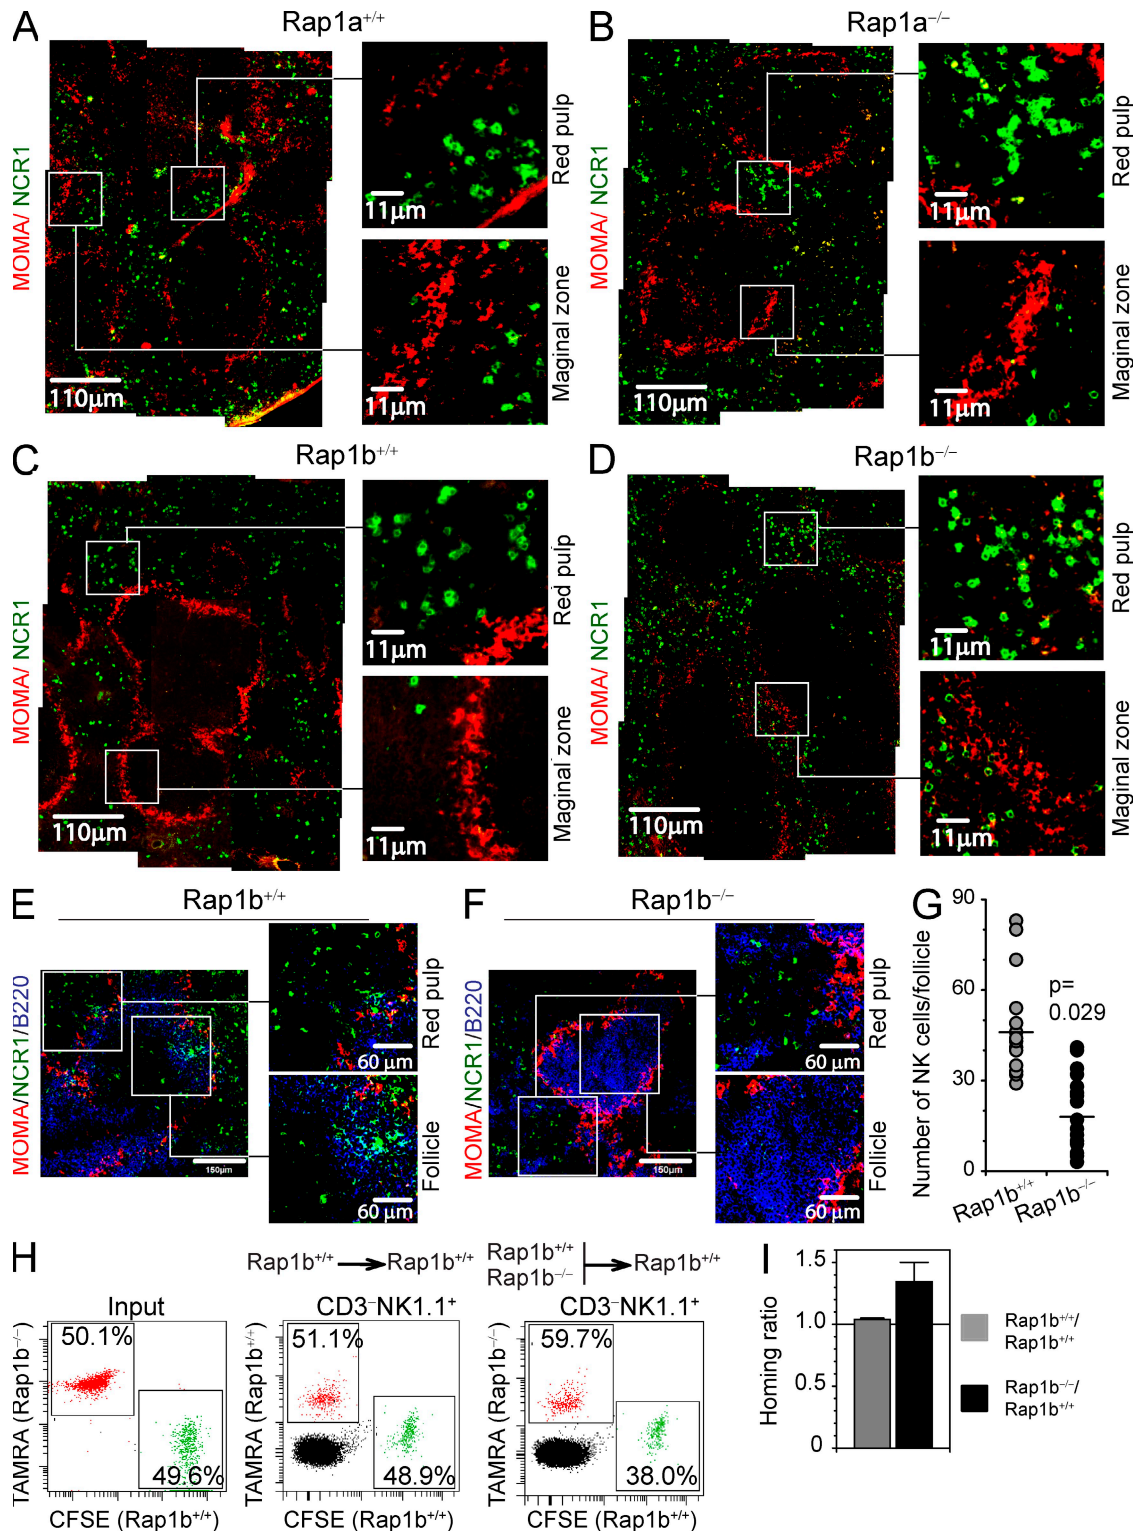 A
Rap1a+/+
MOMA/ NCR1
110µm
11µm
Red pulp
11µm
Maginal zone
B
Rap1a−/−
MOMA/ NCR1
110µm
11µm
Red pulp
11µm
Maginal zone
C
Rap1b+/+
MOMA/ NCR1
110µm
11µm
Red pulp
11µm
Maginal zone
D
Rap1b−/−
MOMA/ NCR1
110µm
11µm
Red pulp
11µm
Maginal zone
E
Rap1b+/+
MOMA/NCR1/B220
150µm
60 µm
Red pulp
60 µm
Follicle
F
Rap1b−/−
MOMA/NCR1/B220
150µm
60 µm
Red pulp
60 µm
Follicle
G
Number of NK cells/follicle
90
60
30
0
p=
0.029
Rap1b+/+
Rap1b−/−
H
Rap1b+/+
Rap1b+/+
Rap1b+/+
Rap1b−/−
Rap1b+/+
Input
TAMRA (Rap1b−/−)
50.1%
49.6%
CFSE (Rap1b+/+)
CD3−NK1.1+
TAMRA (Rap1b+/+)
51.1%
48.9%
CFSE (Rap1b+/+)
CD3−NK1.1+
TAMRA (Rap1b−/−)
59.7%
38.0%
CFSE (Rap1b+/+)
I
Homing ratio
1.5
1.0
0.5
0
Rap1b+/+/
Rap1b+/+
Rap1b−/−/
Rap1b+/+